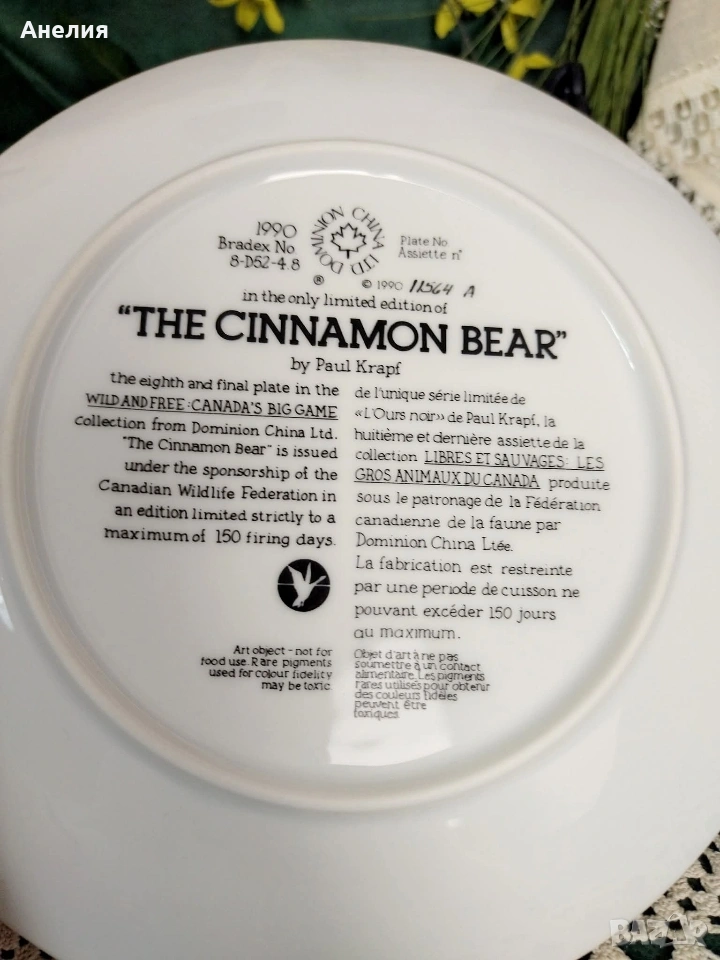 Анелия
1990
Bradex No
8-D52-4.8
DOMINION CHINA LTD.
®
Plate No
Assiette n°
© 1990 11564 A
in the only limited edition of
"THE CINNAMON BEAR"
by Paul Krapf
the eighth and final plate in the
WILD AND FREE: CANADA'S BIG GAME
collection from Dominion China Ltd.
"The Cinnamon Bear" is issued
under the sponsorship of the
Canadian Wildlife Federation in
an edition limited strictly to a
maximum of 150 firing days.
de l'unique série limitée de
«L'Ours noir» de Paul Krapf, la
huitième et dernière assiette de la
collection LIBRES ET SAUVAGES: LES
GROS ANIMAUX DU CANADA produite
sous le patronage de la Fédération
canadienne de la faune par
Dominion China Ltée.
La fabrication est restreinte
par une periode de cuisson ne
pouvant excéder 150 jours
au maximum.
Art object - not for
food use. Rare pigments
used for colour fidelity
may be toxic.
Objet d'art à ne pas
soumettre à un contact
alimentaire. Les pigments
rares utilisés pour obtenir
des couleurs fidèles
peuvent être
toxiques.
BAZAR